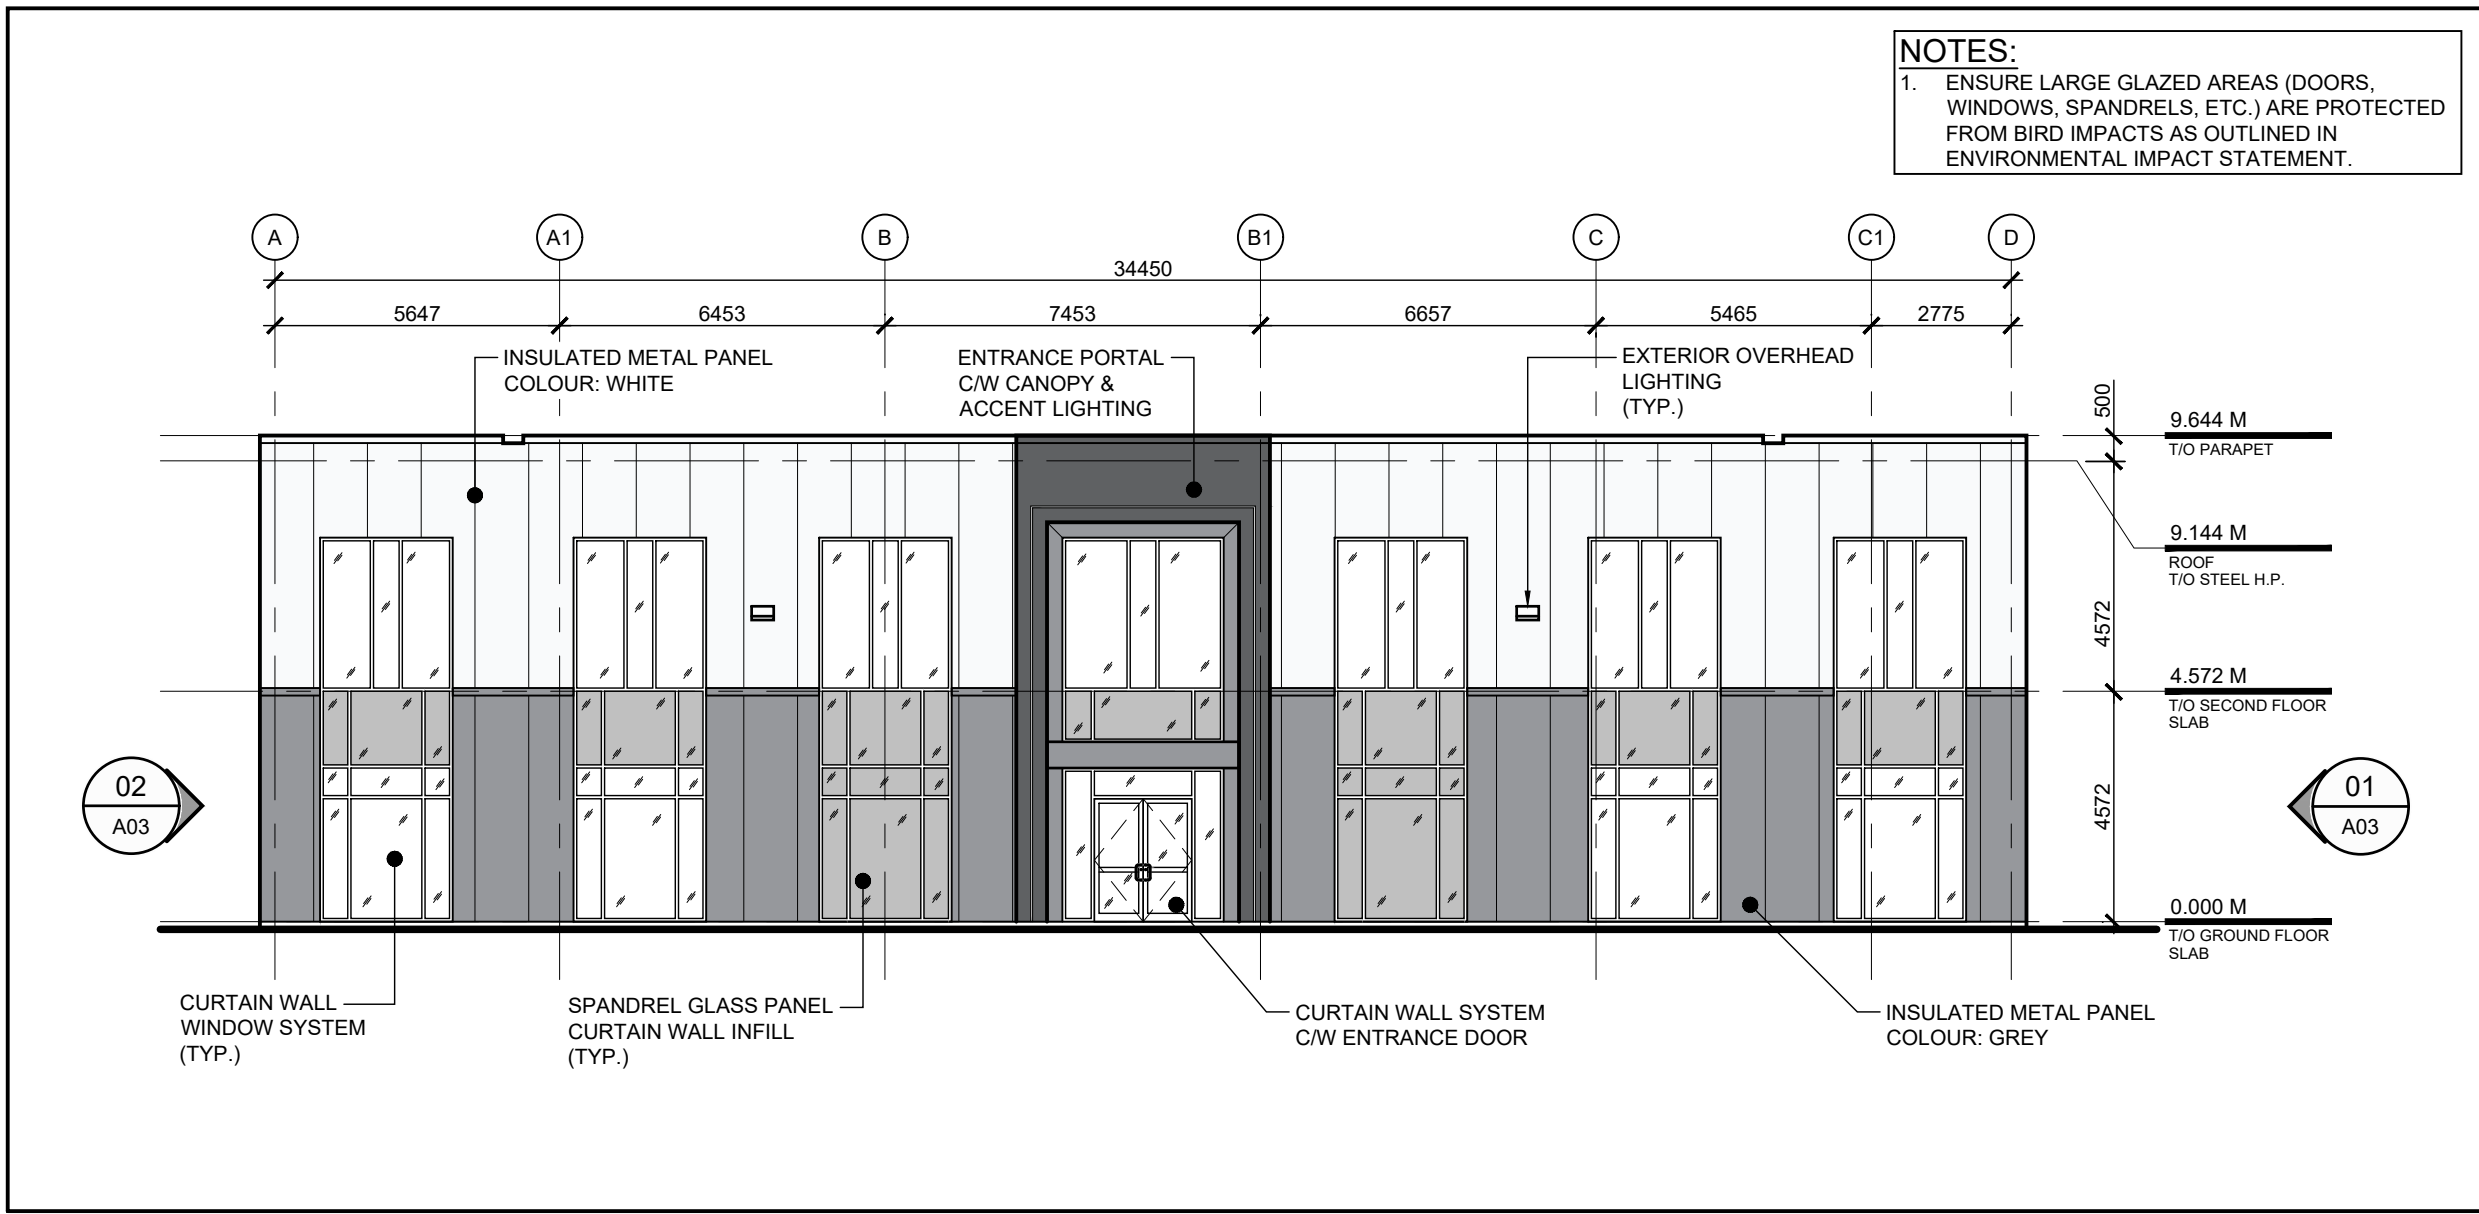 NOTES:
1. ENSURE LARGE GLAZED AREAS (DOORS,
WINDOWS, SPANDRELS, ETC.) ARE PROTECTED
FROM BIRD IMPACTS AS OUTLINED IN
ENVIRONMENTAL IMPACT STATEMENT.
A
A1
B
B1
C
C1
D
34450
5647
6453
7453
6657
5465
2775
INSULATED METAL PANEL
COLOUR: WHITE
ENTRANCE PORTAL
C/W CANOPY &
ACCENT LIGHTING
EXTERIOR OVERHEAD
LIGHTING
(TYP.)
500
4572
4572
9.644 M
T/O PARAPET
9.144 M
ROOF
T/O STEEL H.P.
4.572 M
T/O SECOND FLOOR
SLAB
0.000 M
T/O GROUND FLOOR
SLAB
02
A03
01
A03
CURTAIN WALL
WINDOW SYSTEM
(TYP.)
SPANDREL GLASS PANEL
CURTAIN WALL INFILL
(TYP.)
CURTAIN WALL SYSTEM
C/W ENTRANCE DOOR
INSULATED METAL PANEL
COLOUR: GREY